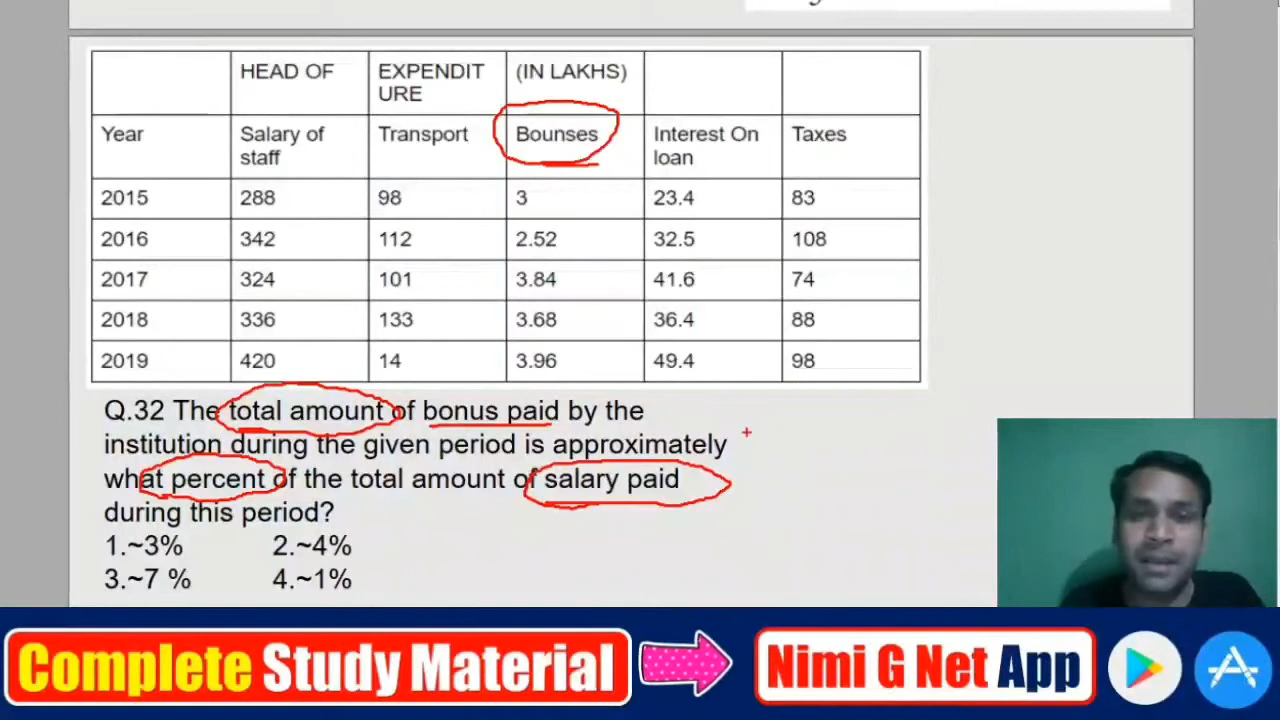 HEAD OF EXPENDIT (IN LAKHS)
URE
Year Salary of Transport Bounses Interest On Taxes
staff loan
2015 288 98 3 23.4 83
2016 342 112 2.52 32.5 108
2017 324 101 3.84 41.6 74
2018 336 133 3.68 36.4 88
2019 420 14 3.96 49.4 98
Q.32 The total amount of bonus paid by the
institution during the given period is approximately
what percent of the total amount of salary paid
during this period?
1.~3% 2.~4%
3.~7 % 4.~1%
Complete Study Material Nimi G Net App